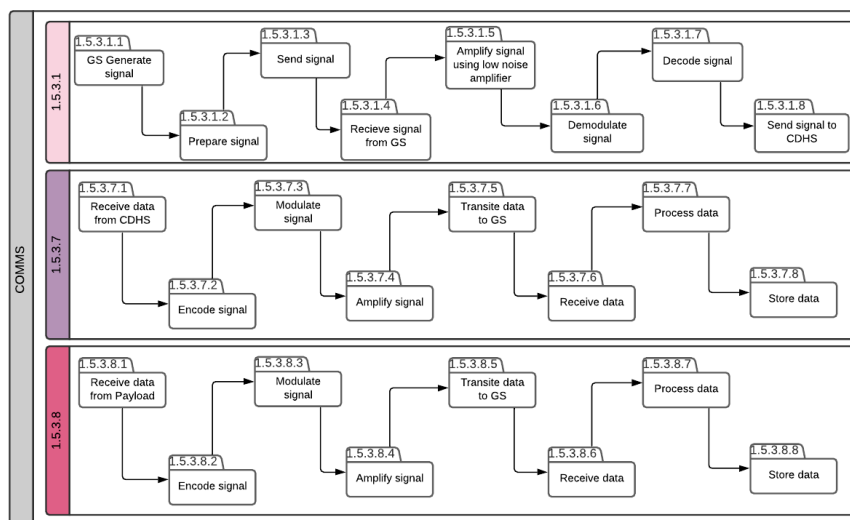 COMMS
1.5.3.1
1.5.3.1.1
GS Generate
signal
1.5.3.1.2
Prepare signal
1.5.3.1.3
Send signal
1.5.3.1.4
Recieve signal
from GS
1.5.3.1.5
Amplify signal
using low noise
amplifier
1.5.3.1.6
Demodulate
signal
1.5.3.1.7
Decode signal
1.5.3.1.8
Send signal to
CDHS
1.5.3.7
1.5.3.7.1
Receive data
from CDHS
1.5.3.7.2
Encode signal
1.5.3.7.3
Modulate
signal
1.5.3.7.4
Amplify signal
1.5.3.7.5
Transite data
to GS
1.5.3.7.6
Receive data
1.5.3.7.7
Process data
1.5.3.7.8
Store data
1.5.3.8
1.5.3.8.1
Receive data
from Payload
1.5.3.8.2
Encode signal
1.5.3.8.3
Modulate
signal
1.5.3.8.4
Amplify signal
1.5.3.8.5
Transite data
to GS
1.5.3.8.6
Receive data
1.5.3.8.7
Process data
1.5.3.8.8
Store data